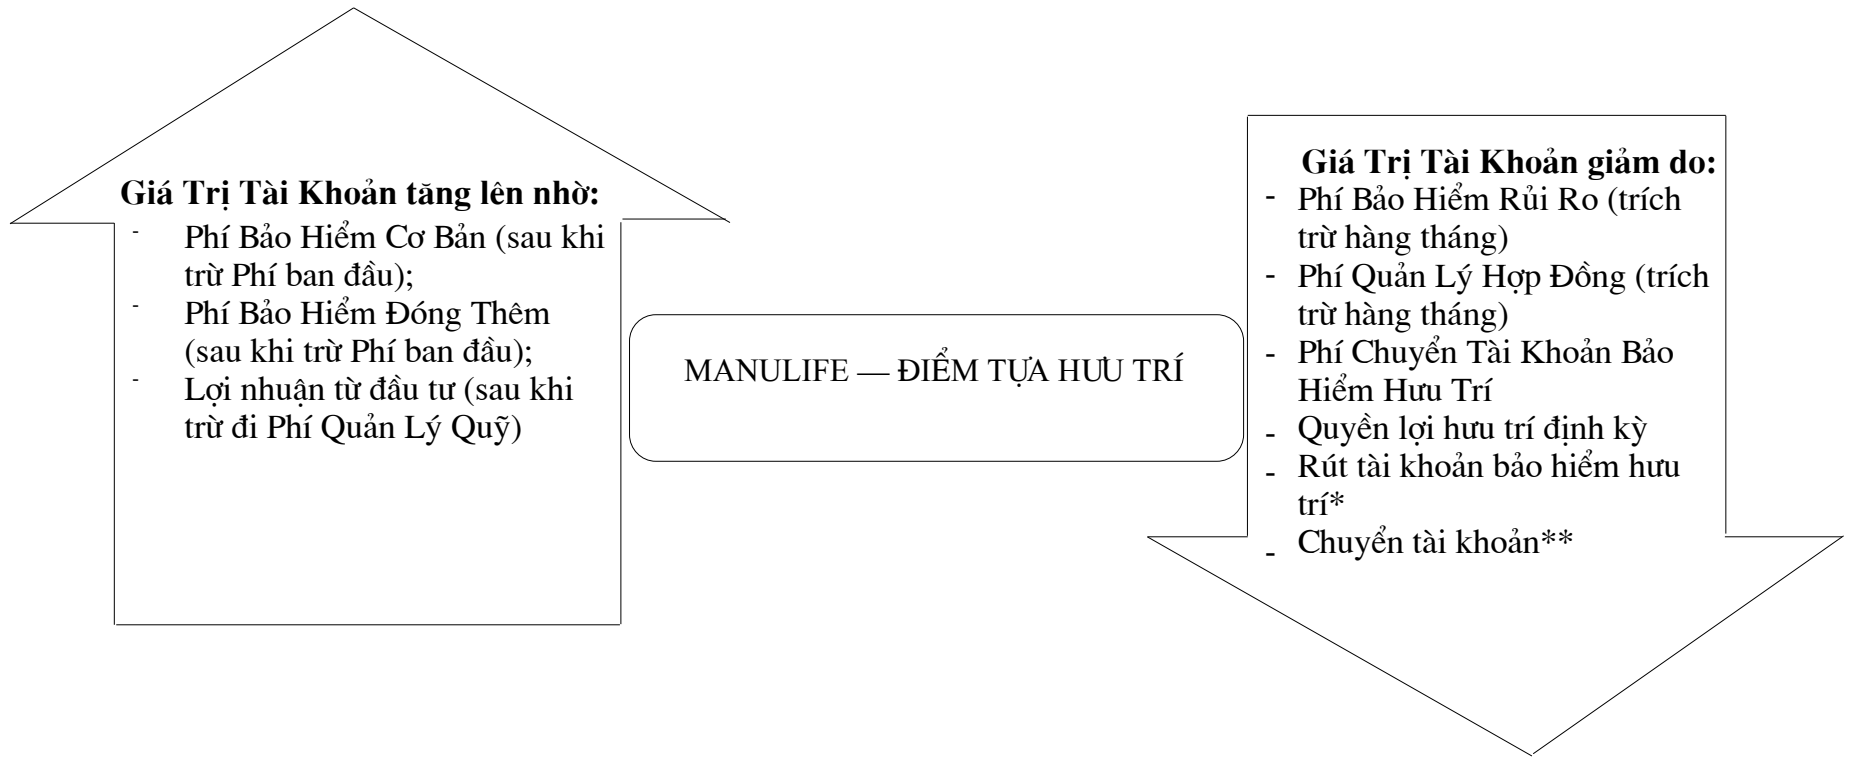 Giá Trị Tài Khoản tăng lên nhờ:
- Phí Bảo Hiểm Cơ Bản (sau khi
trừ Phí ban đầu);
- Phí Bảo Hiểm Đóng Thêm
(sau khi trừ Phí ban đầu);
- Lợi nhuận từ đầu tư (sau khi
trừ đi Phí Quản Lý Quỹ)
MANULIFE — ĐIỂM TỰA HƯU TRÍ
Giá Trị Tài Khoản giảm do:
- Phí Bảo Hiểm Rủi Ro (trích
trừ hàng tháng)
- Phí Quản Lý Hợp Đồng (trích
trừ hàng tháng)
- Phí Chuyển Tài Khoản Bảo
Hiểm Hưu Trí
- Quyền lợi hưu trí định kỳ
- Rút tài khoản bảo hiểm hưu
trí*
- Chuyển tài khoản**